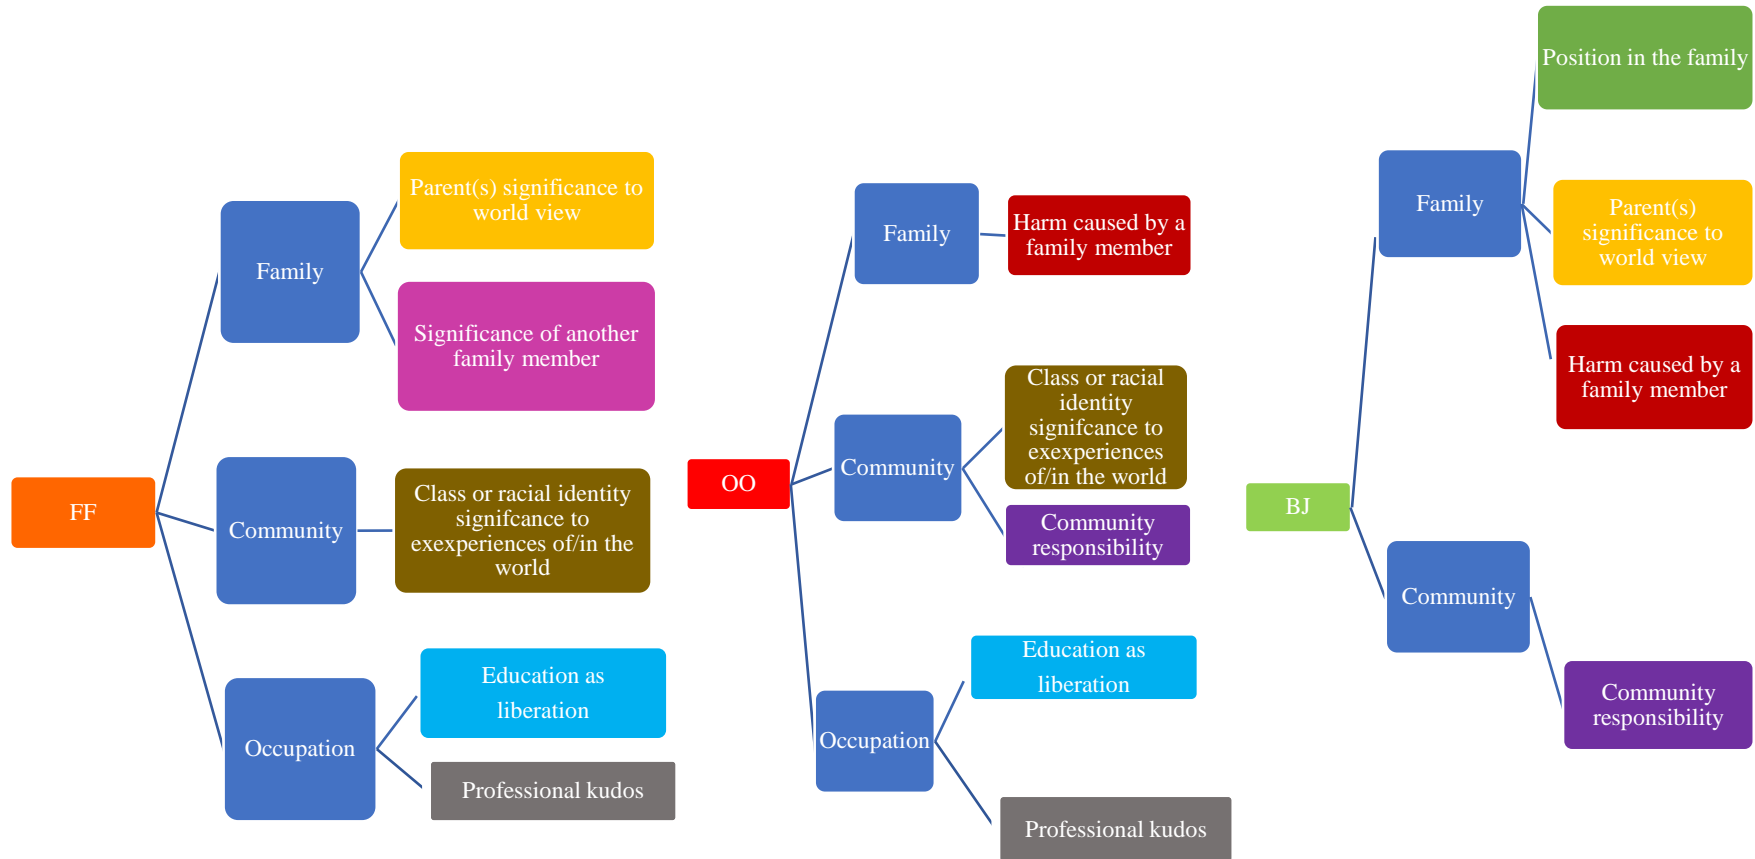 FF
Family
Parent(s) significance to
world view
Significance of another
family member
Community
Class or racial identity
signifcance to
exexperiences of/in the
world
Occupation
Education as
liberation
Professional kudos
OO
Family
Harm caused by a
family member
Community
Class or racial
identity
signifcance to
exexperiences
of/in the world
Community
responsibility
Occupation
Education as
liberation
Professional kudos
BJ
Family
Position in the family
Parent(s)
significance to
world view
Harm caused by a
family member
Community
Community
responsibility